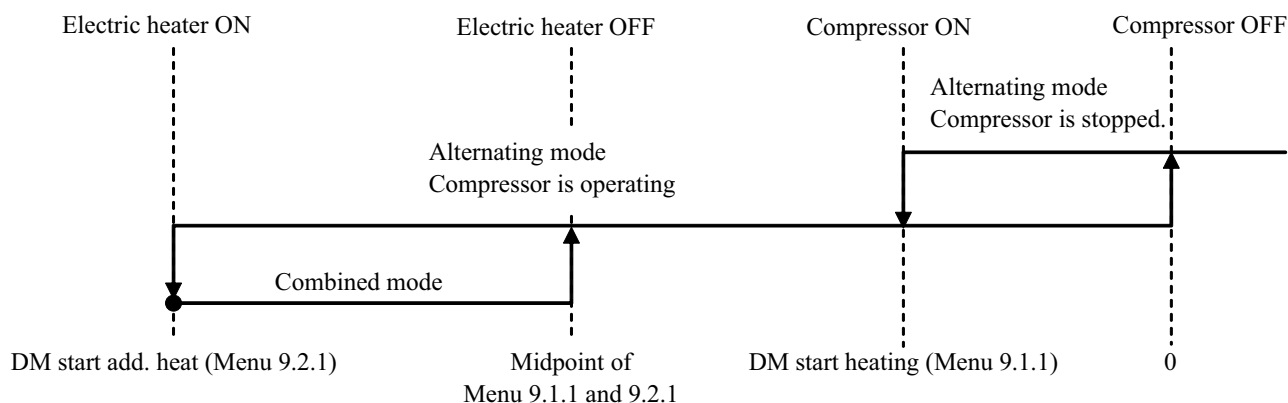 Electric heater ON
Electric heater OFF
Compressor ON
Compressor OFF
Alternating mode
Compressor is stopped.
Alternating mode
Compressor is operating
Combined mode
DM start add. heat (Menu 9.2.1)
Midpoint of
Menu 9.1.1 and 9.2.1
DM start heating (Menu 9.1.1)
0